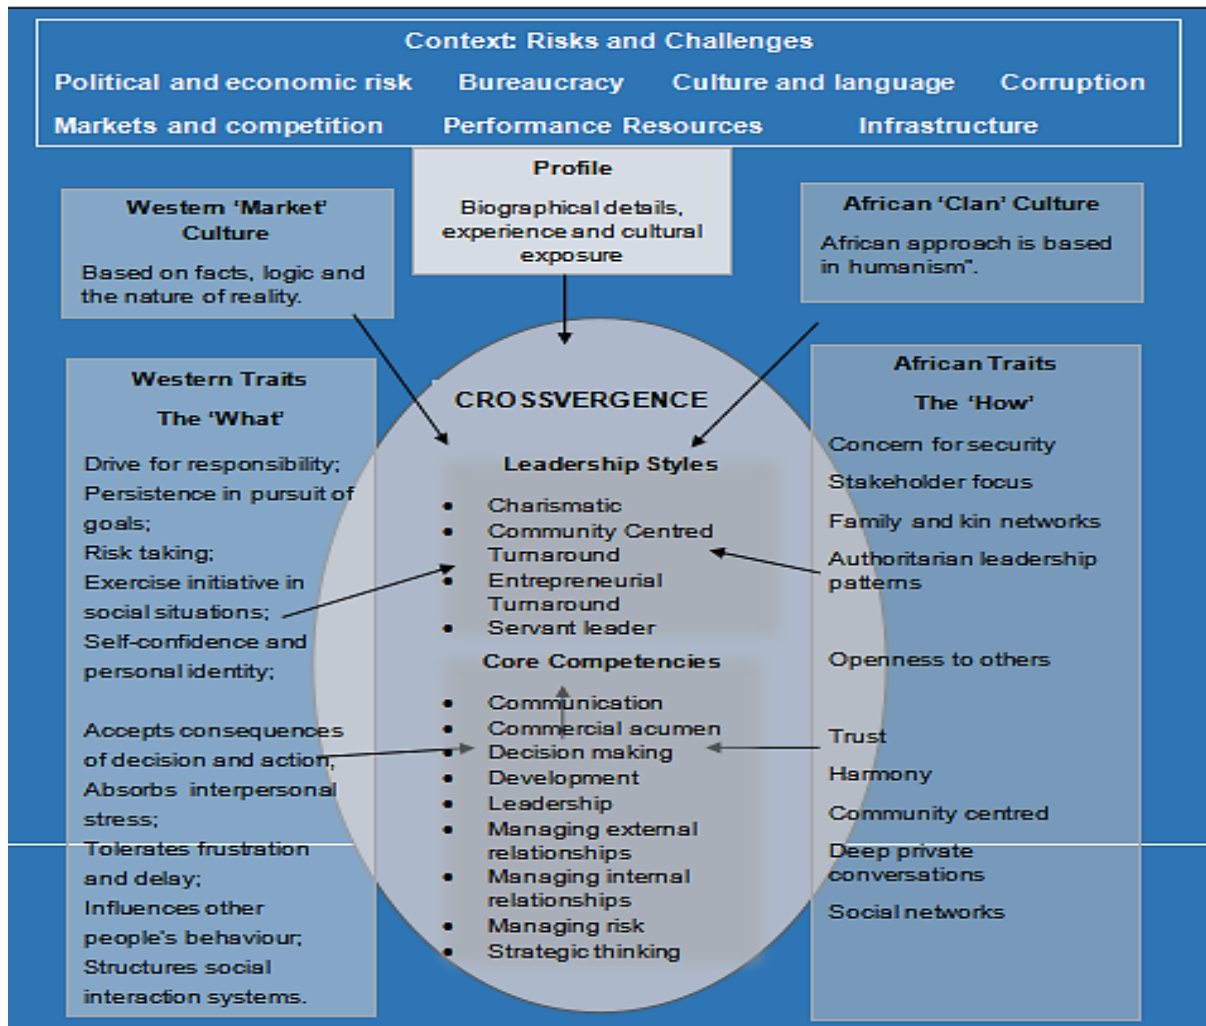 Context: Risks and Challenges
Political and economic risk Bureaucracy Culture and language Corruption
Markets and competition Performance Resources Infrastructure
Profile
Biographical details,
experience and cultural
exposure
Western ‘Market’
Culture
Based on facts, logic and
the nature of reality.
African ‘Clan’ Culture
African approach is based
in humanism”.
Western Traits
The ‘What’
Drive for responsibility;
Persistence in pursuit of
goals;
Risk taking;
Exercise initiative in
social situations;
Self-confidence and
personal identity;
Accepts consequences
of decision and action;
Absorbs interpersonal
stress;
Tolerates frustration
and delay;
Influences other
people's behaviour;
Structures social
interaction systems.
CROSSVERGENCE
Leadership Styles
• Charismatic
• Community Centred
Turnaround
• Entrepreneurial
Turnaround
• Servant leader
Core Competencies
• Communication
• Commercial acumen
• Decision making
• Development
• Leadership
• Managing external
relationships
• Managing internal
relationships
• Managing risk
• Strategic thinking
African Traits
The ‘How’
Concern for security
Stakeholder focus
Family and kin networks
Authoritarian leadership
patterns
Openness to others
Trust
Harmony
Community centred
Deep private
conversations
Social networks